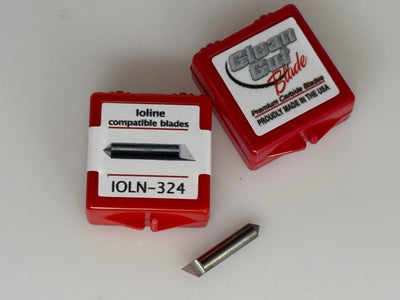 Ioline
compatible blades
IOLN-324
Clean
Cut
Blade
Premium Carbide Blades
PROUDLY MADE IN THE USA